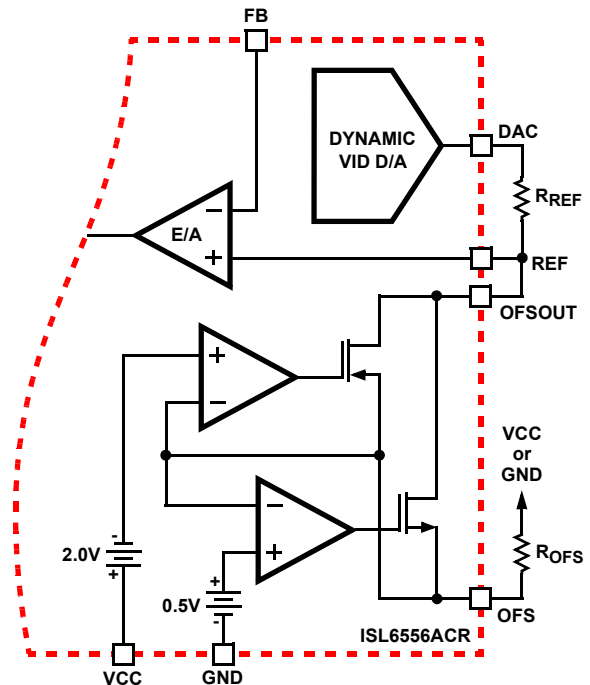 FB
DYNAMIC
VID D/A
DAC
RREF
E/A
−
+
REF
OFSOUT
+
−
VCC
or
GND
−
+
ROFS
-
2.0V
+
+
0.5V
-
OFS
ISL6556ACR
VCC
GND